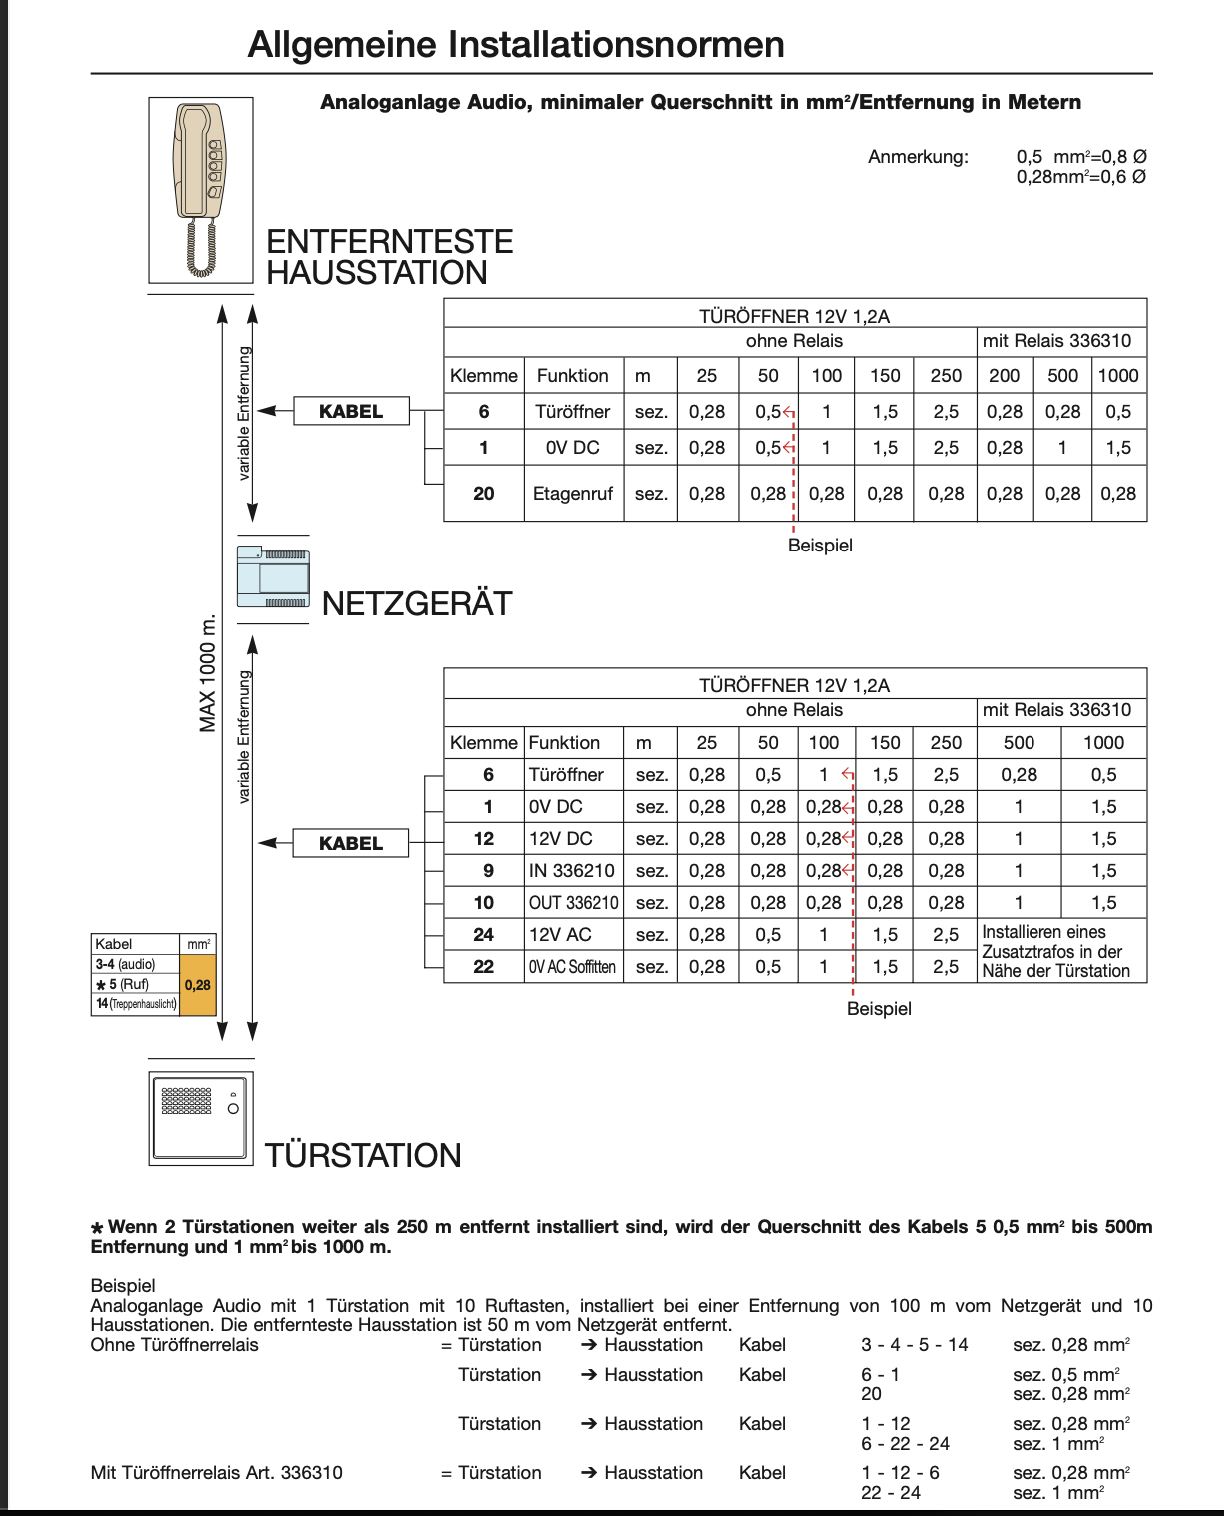 Allgemeine Installationsnormen
Analoganlage Audio, minimaler Querschnitt in mm²/Entfernung in Metern
Anmerkung: 0,5 mm²=0,8 Ø
0,28mm²=0,6 Ø
ENTFERNTESTE
HAUSSTATION
variable Entfernung
KABEL
TÜRÖFFNER 12V 1,2A
ohne Relais mit Relais 336310
Klemme Funktion m 25 50 100 150 250 200 500 1000
6 Türöffner sez. 0,28 0,5 1 1,5 2,5 0,28 0,28 0,5
1 0V DC sez. 0,28 0,5 1 1,5 2,5 0,28 1 1,5
20 Etagenruf sez. 0,28 0,28 0,28 0,28 0,28 0,28 0,28 0,28
Beispiel
NETZGERÄT
MAX 1000 m.
variable Entfernung
KABEL
TÜRÖFFNER 12V 1,2A
ohne Relais mit Relais 336310
Klemme Funktion m 25 50 100 150 250 500 1000
6 Türöffner sez. 0,28 0,5 1 1,5 2,5 0,28 0,5
1 0V DC sez. 0,28 0,28 0,28 0,28 0,28 1 1,5
12 12V DC sez. 0,28 0,28 0,28 0,28 0,28 1 1,5
9 IN 336210 sez. 0,28 0,28 0,28 0,28 0,28 1 1,5
10 OUT 336210 sez. 0,28 0,28 0,28 0,28 0,28 1 1,5
24 12V AC sez. 0,28 0,5 1 1,5 2,5
22 0V AC Soffitten sez. 0,28 0,5 1 1,5 2,5
Installieren eines
Zusatztrafos in der
Nähe der Türstation
Beispiel
Kabel mm²
3-4 (audio)
* 5 (Ruf) 0,28
14 (Treppenhauslicht)
TÜRSTATION
* Wenn 2 Türstationen weiter als 250 m entfernt installiert sind, wird der Querschnitt des Kabels 5 0,5 mm² bis 500m
Entfernung und 1 mm² bis 1000 m.
Beispiel
Analoganlage Audio mit 1 Türstation mit 10 Ruftasten, installiert bei einer Entfernung von 100 m vom Netzgerät und 10
Hausstationen. Die entfernteste Hausstation ist 50 m vom Netzgerät entfernt.
Ohne Türöffnerrelais = Türstation ➔ Hausstation Kabel 3 - 4 - 5 - 14 sez. 0,28 mm²
Türstation ➔ Hausstation Kabel 6 - 1 sez. 0,5 mm²
20 sez. 0,28 mm²
Türstation ➔ Hausstation Kabel 1 - 12 sez. 0,28 mm²
6 - 22 - 24 sez. 1 mm²
Mit Türöffnerrelais Art. 336310 = Türstation ➔ Hausstation Kabel 1 - 12 - 6 sez. 0,28 mm²
22 - 24 sez. 1 mm²